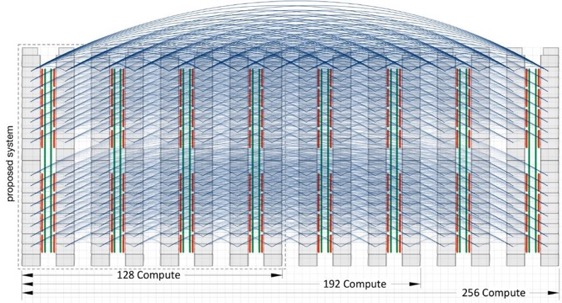 proposed system
128 Compute
192 Compute
256 Compute